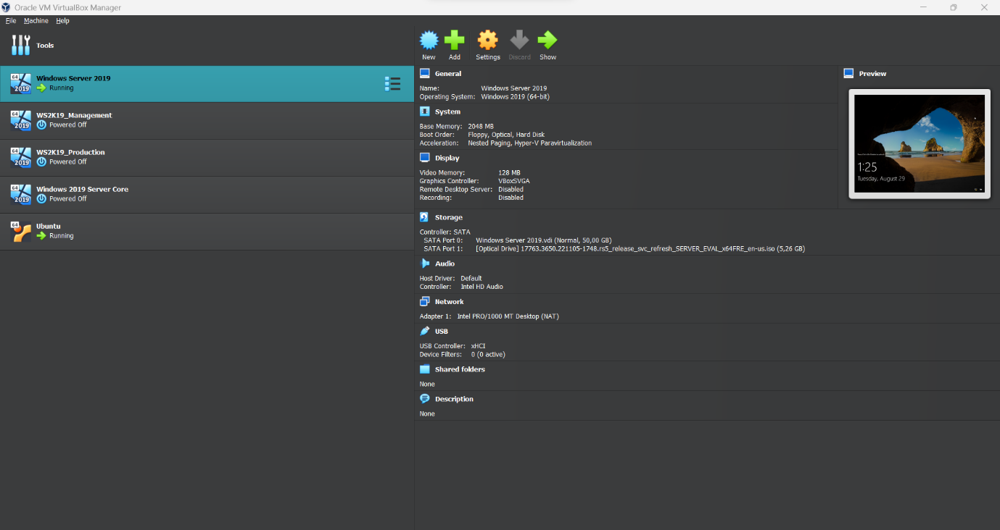 Oracle VM VirtualBox Manager
File Machine Help
Tools
New Add Settings Discard Show
64 2019 Windows Server 2019
Running
64 2019 WS2K19_Management
Powered Off
64 2019 WS2K19_Production
Powered Off
64 2019 Windows 2019 Server Core
Powered Off
64 Ubuntu
Running
General
Name: Windows Server 2019
Operating System: Windows 2019 (64-bit)
System
Base Memory: 2048 MB
Boot Order: Floppy, Optical, Hard Disk
Acceleration: Nested Paging, Hyper-V Paravirtualization
Display
Video Memory: 128 MB
Graphics Controller: VBoxSVGA
Remote Desktop Server: Disabled
Recording: Disabled
Preview
1:25
Tuesday, August 29
Storage
Controller: SATA
SATA Port 0: Windows Server 2019.vdi (Normal, 50,00 GB)
SATA Port 1: [Optical Drive] 17763.3650.221105-1748.rs5_release_svc_refresh_SERVER_EVAL_x64FRE_en-us.iso (5,26 GB)
Audio
Host Driver: Default
Controller: Intel HD Audio
Network
Adapter 1: Intel PRO/1000 MT Desktop (NAT)
USB
USB Controller: xHCI
Device Filters: 0 (0 active)
Shared folders
None
Description
None